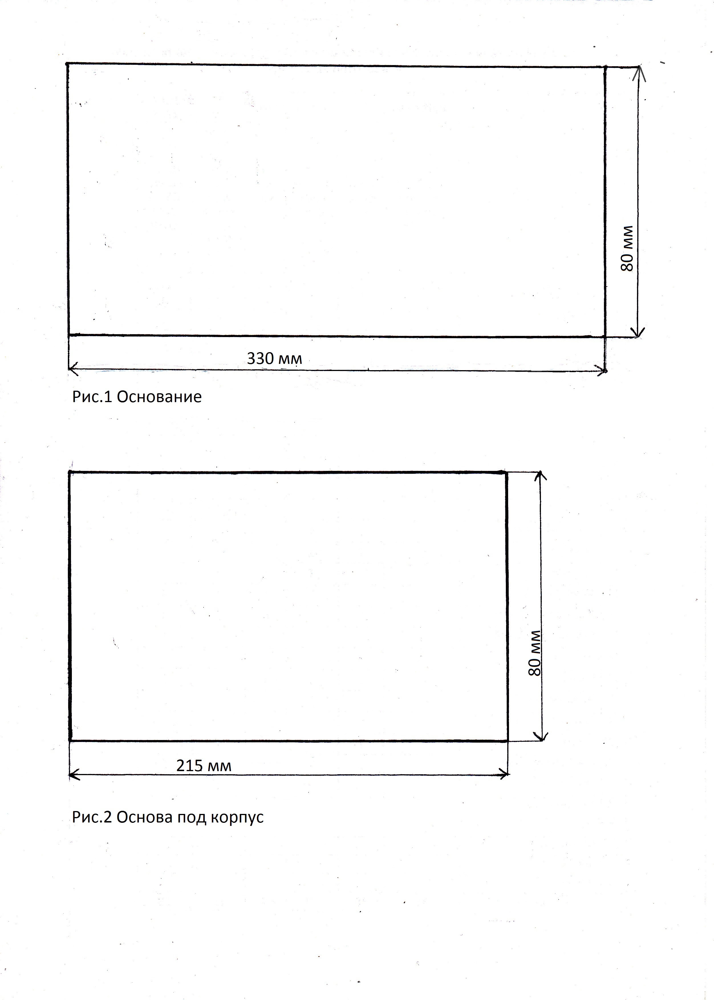 80 мм
330 мм
Рис.1 Основание
80 мм
215 мм
Рис.2 Основа под корпус